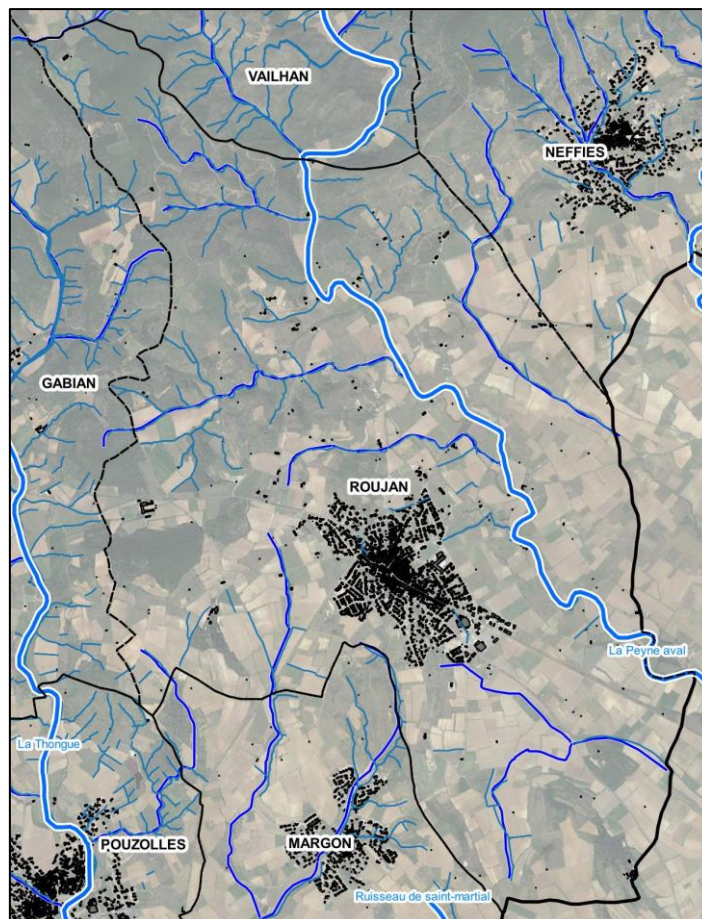 VAILHAN
NEFFIES
GABIAN
ROUJAN
La Peyne aval
La Thongue
POUZOLLES
MARGON
Ruisseau de saint-martial